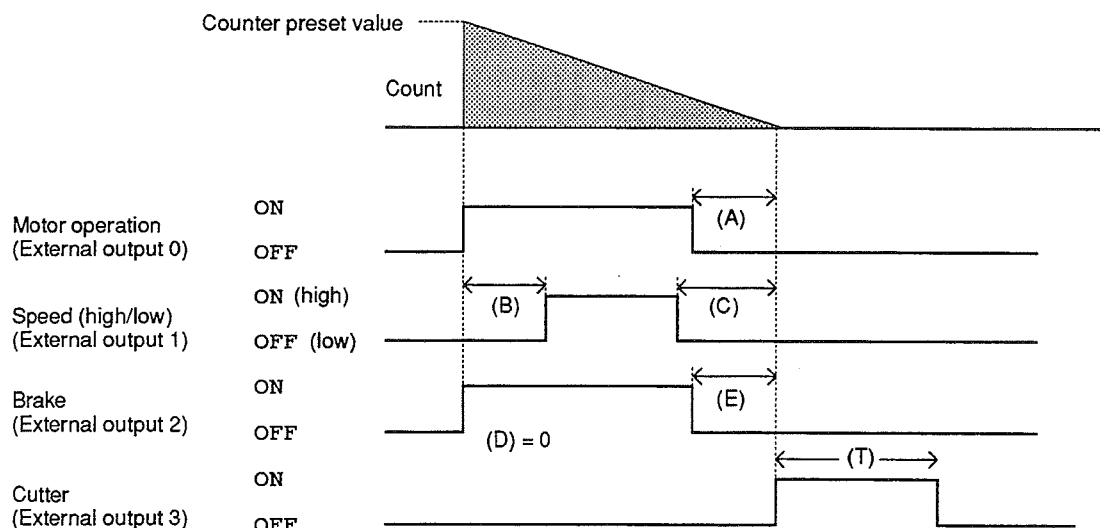 Counter preset value
Count
Motor operation
(External output 0)
ON
OFF
(A)
Speed (high/low)
(External output 1)
ON (high)
OFF (low)
(B)
(C)
Brake
(External output 2)
ON
OFF
(D) = 0
(E)
Cutter
(External output 3)
ON
OFF
(T)